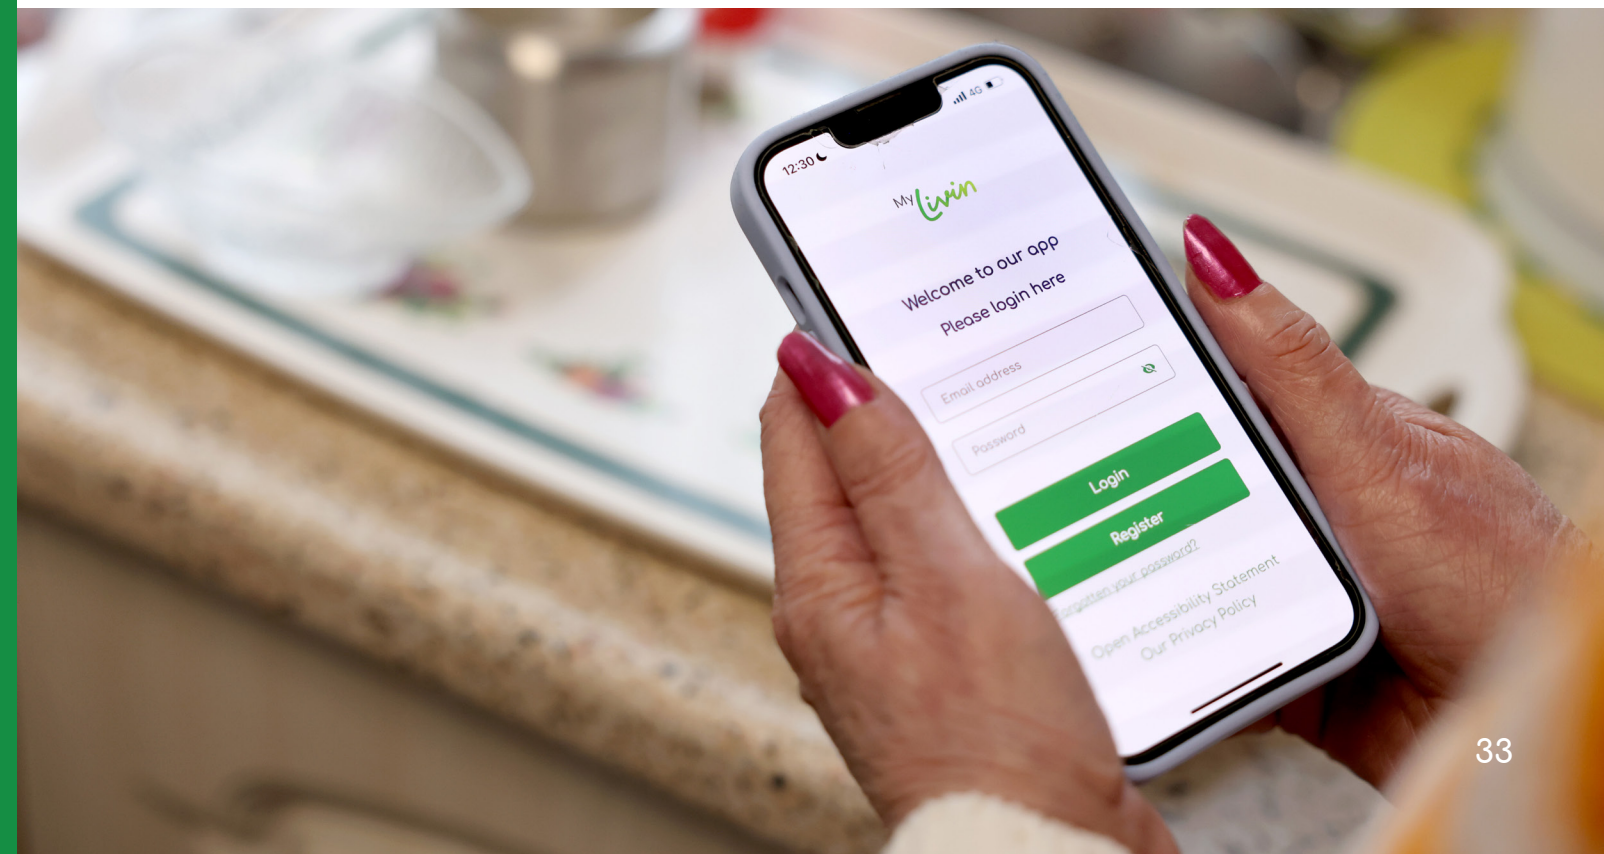 12:30
4G
My Livin
Welcome to our app
Please login here
Email address
Password
Login
Register
Forgotten your password?
Open Accessibility Statement
Our Privacy Policy
33